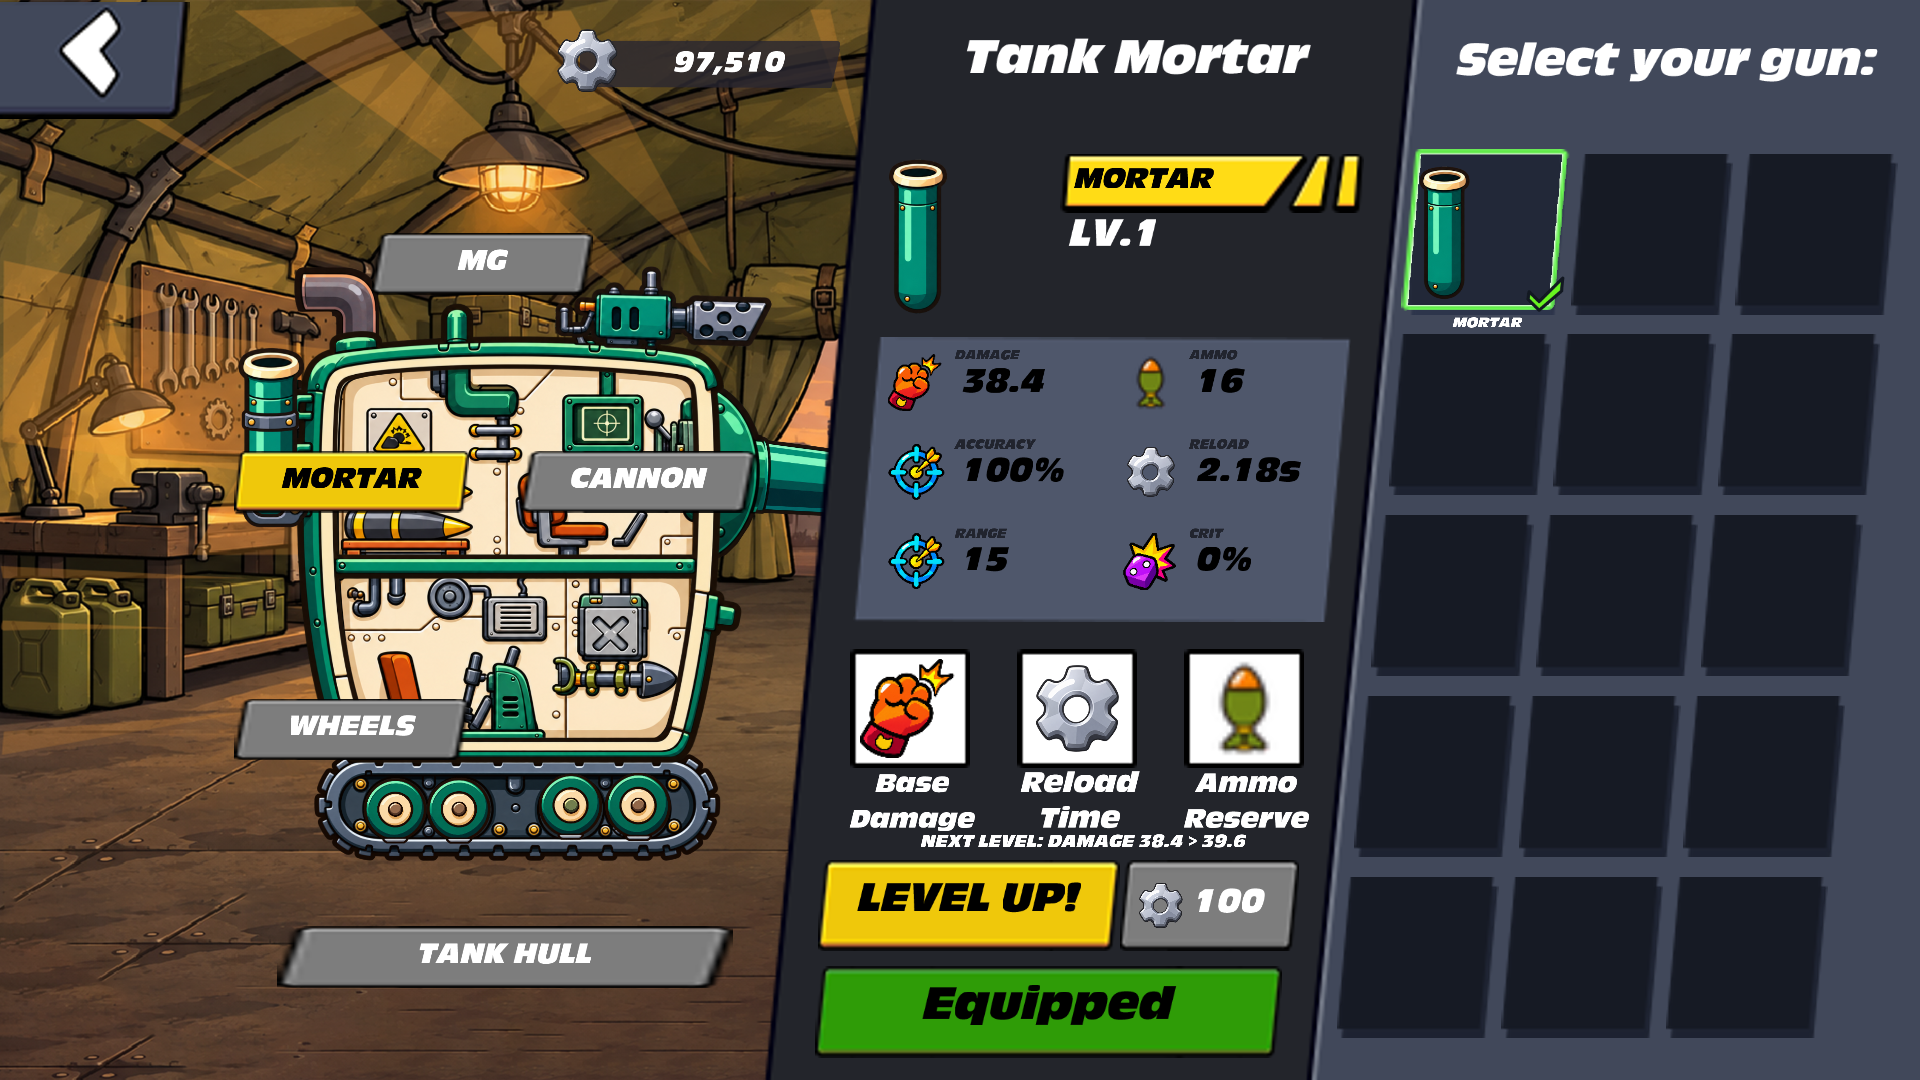 97,510
MG
MORTAR
CANNON
WHEELS
TANK HULL
Tank Mortar
MORTAR
LV.1
DAMAGE
38.4
AMMO
16
ACCURACY
100%
RELOAD
2.18s
RANGE
15
CRIT
0%
Base
Damage
Reload
Time
Ammo
Reserve
NEXT LEVEL: DAMAGE 38.4 > 39.6
LEVEL UP!
100
Equipped
Select your gun:
MORTAR